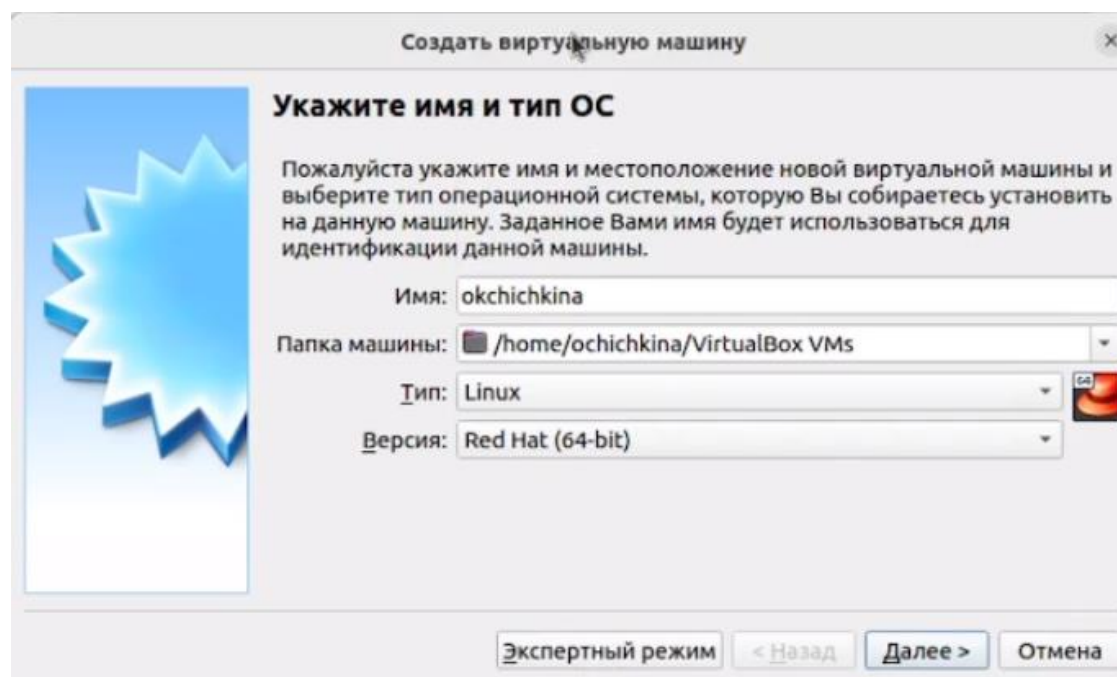 Создать виртуальную машину
Укажите имя и тип ОС
Пожалуйста укажите имя и местоположение новой виртуальной машины и
выберите тип операционной системы, которую Вы собираетесь установить
на данную машину. Заданное Вами имя будет использоваться для
идентификации данной машины.
Имя: okchichkina
Папка машины: /home/ochichkina/VirtualBox VMs
Тип: Linux
64
Версия: Red Hat (64-bit)
Экспертный режим < Назад Далее > Отмена